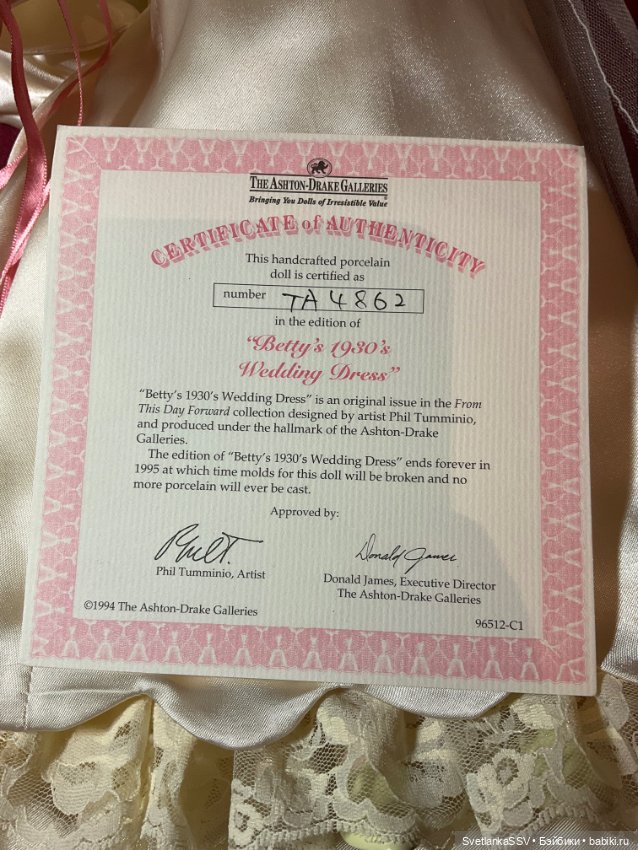 THE ASHTON-DRAKE GALLERIES
Bringing You Dolls of Irresistible Value
CERTIFICATE of AUTHENTICITY
This handcrafted porcelain
doll is certified as
number TA 4862
in the edition of
“Betty's 1930's
Wedding Dress”
“Betty's 1930's Wedding Dress” is an original issue in the From
This Day Forward collection designed by artist Phil Tumminio,
and produced under the hallmark of the Ashton-Drake
Galleries.
The edition of “Betty's 1930's Wedding Dress” ends forever in
1995 at which time molds for this doll will be broken and no
more porcelain will ever be cast.
Approved by:
Phil T. Donald James
Phil Tumminio, Artist
Donald James, Executive Director
The Ashton-Drake Galleries
©1994 The Ashton-Drake Galleries
96512-C1
SvetlankaSSV • Бэйбики • babiki.ru